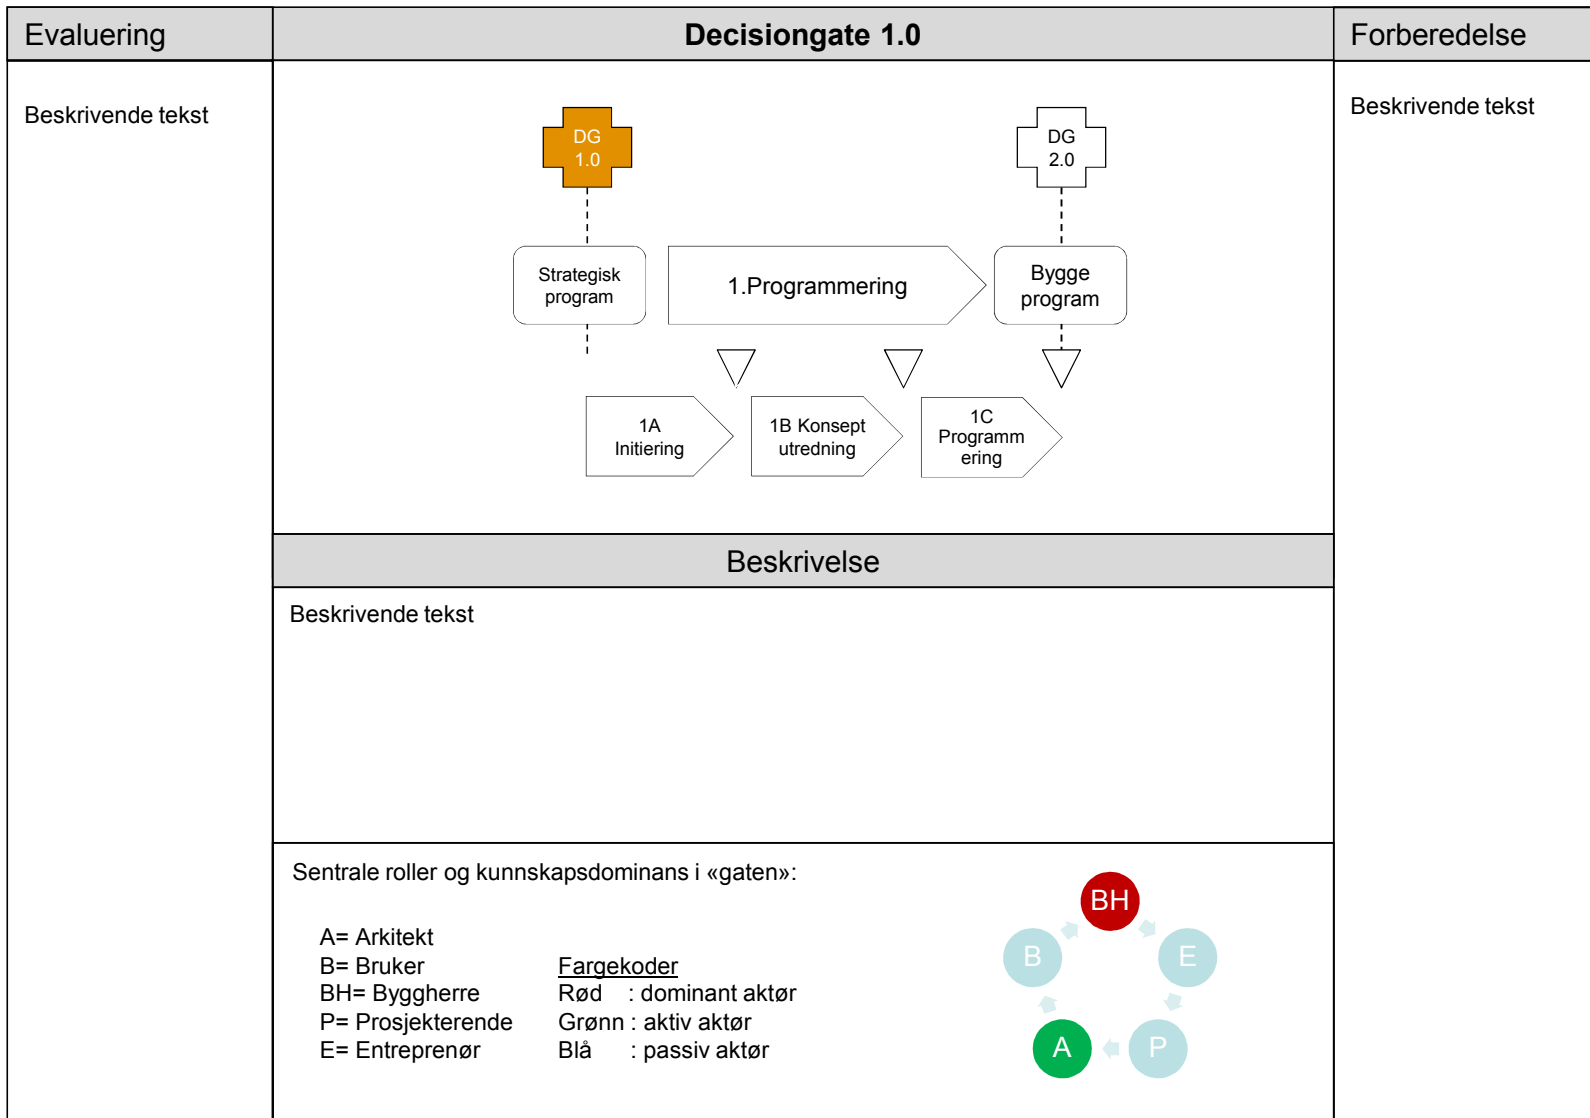 Evaluering
Decisiongate 1.0
Forberedelse
Beskrivende tekst
DG
1.0
DG
2.0
Beskrivende tekst
Strategisk
program
1.Programmering
Bygge
program
1A
Initiering
1B Konsept
utredning
1C
Programm
ering
Beskrivelse
Beskrivende tekst
Sentrale roller og kunnskapsdominans i «gaten»:
A= Arkitekt
B= Bruker
BH= Byggherre
P= Prosjekterende
E= Entreprenør
Fargekoder
Rød : dominant aktør
Grønn : aktiv aktør
Blå : passiv aktør
BH
B
E
A
P